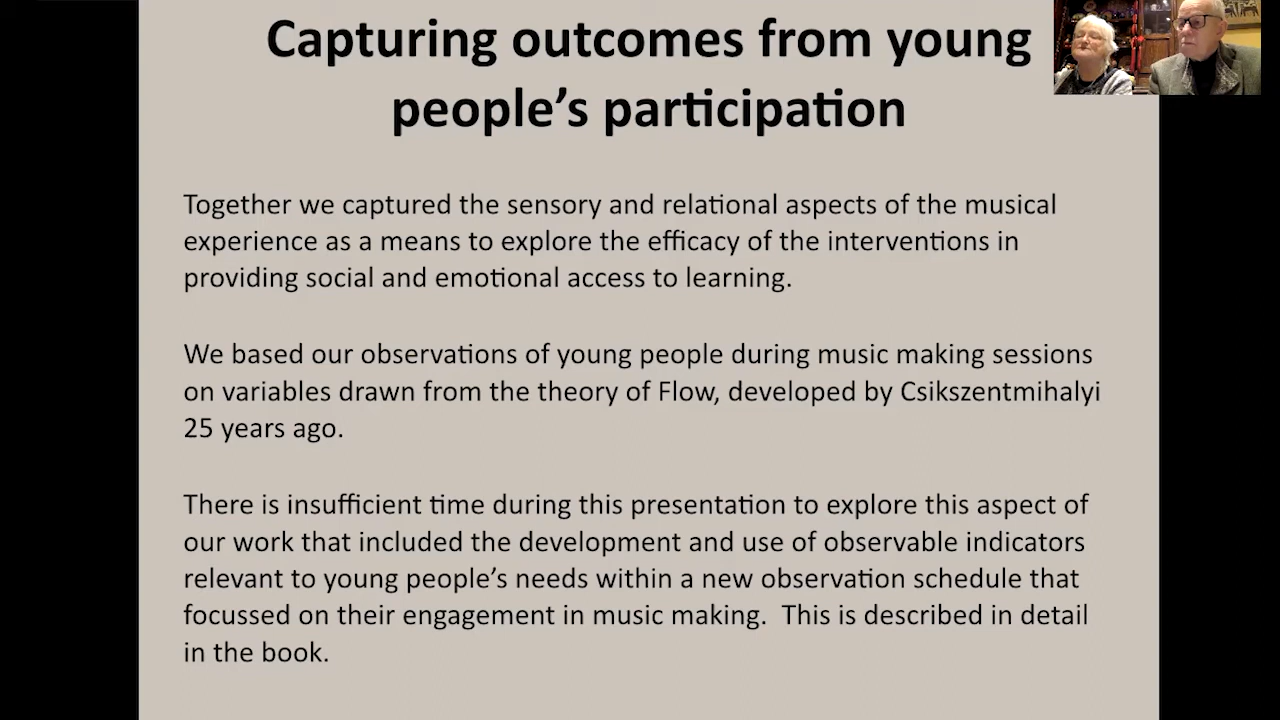 Capturing outcomes from young
people's participation
Together we captured the sensory and relational aspects of the musical
experience as a means to explore the efficacy of the interventions in
providing social and emotional access to learning.
We based our observations of young people during music making sessions
on variables drawn from the theory of Flow, developed by Csikszentmihalyi
25 years ago.
There is insufficient time during this presentation to explore this aspect of
our work that included the development and use of observable indicators
relevant to young people's needs within a new observation schedule that
focussed on their engagement in music making.  This is described in detail
in the book.